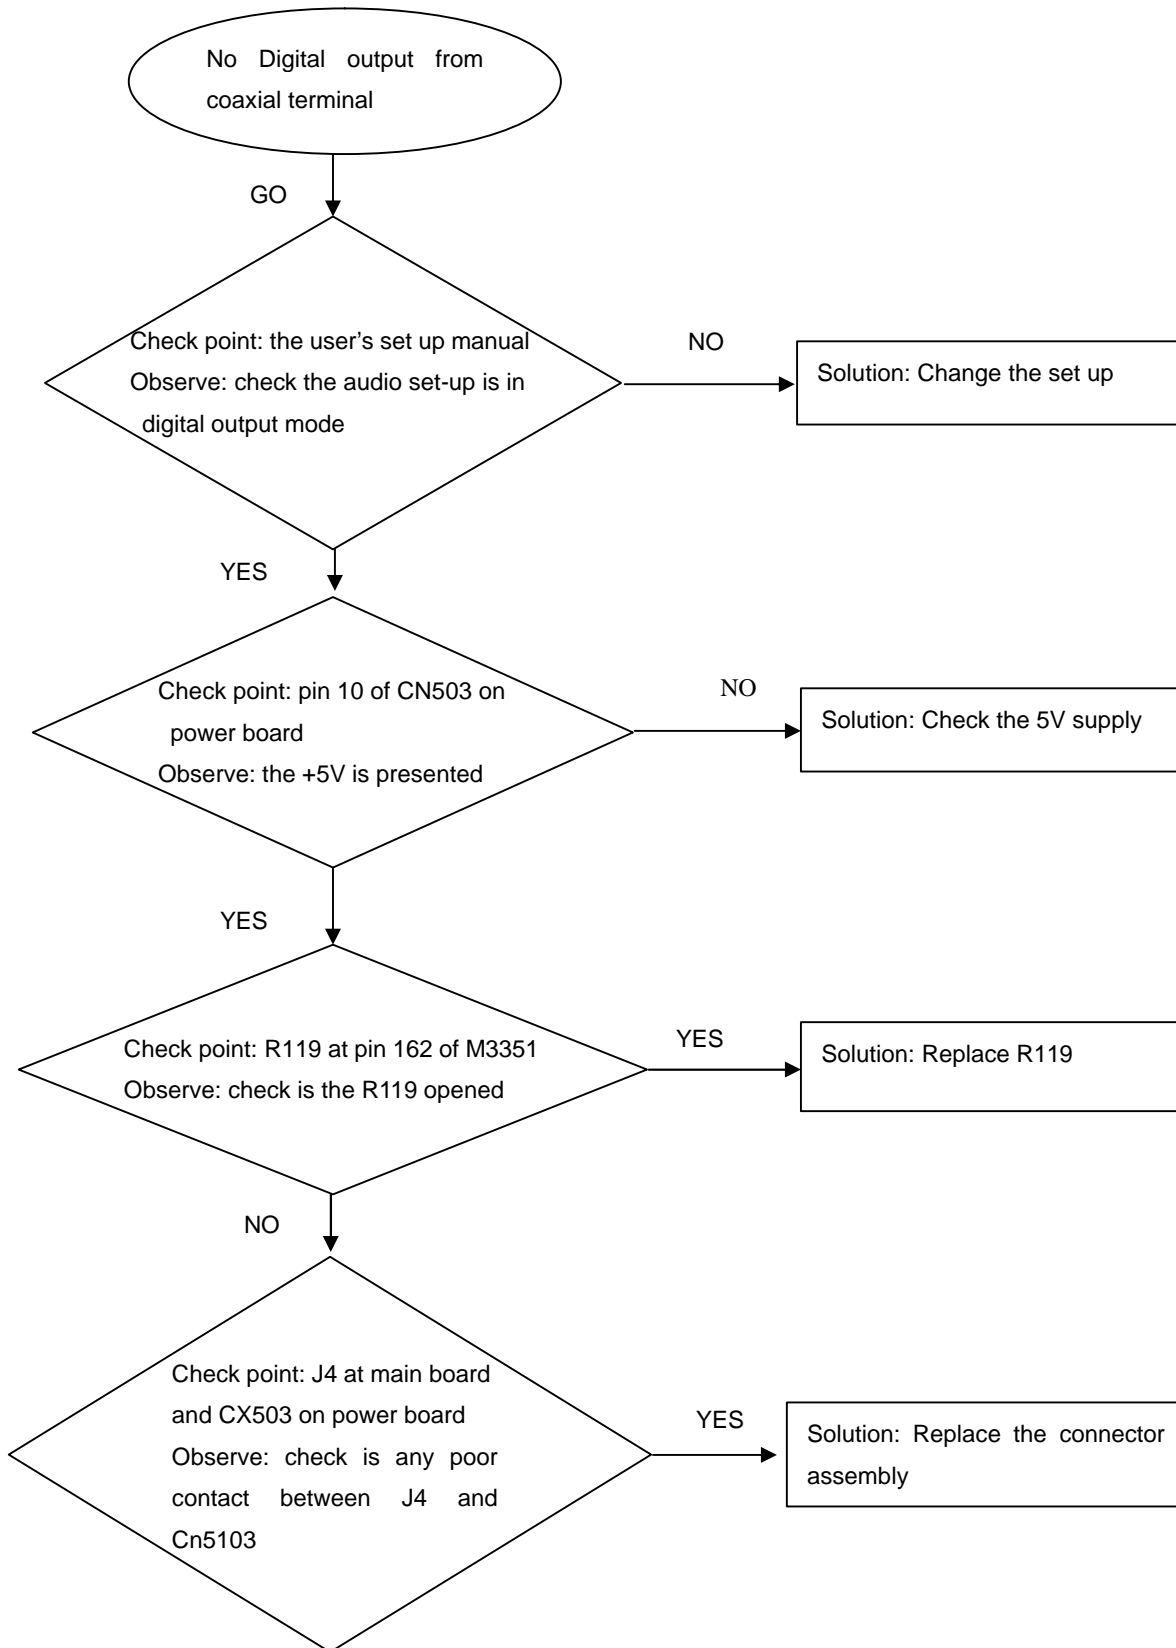 No Digital output from
coaxial terminal
GO
Check point: the user's set up manual
Observe: check the audio set-up is in
digital output mode
NO
Solution: Change the set up
YES
Check point: pin 10 of CN503 on
power board
Observe: the +5V is presented
NO
Solution: Check the 5V supply
YES
Check point: R119 at pin 162 of M3351
Observe: check is the R119 opened
YES
Solution: Replace R119
NO
Check point: J4 at main board
and CX503 on power board
Observe: check is any poor
contact between J4 and
Cn5103
YES
Solution: Replace the connector
assembly